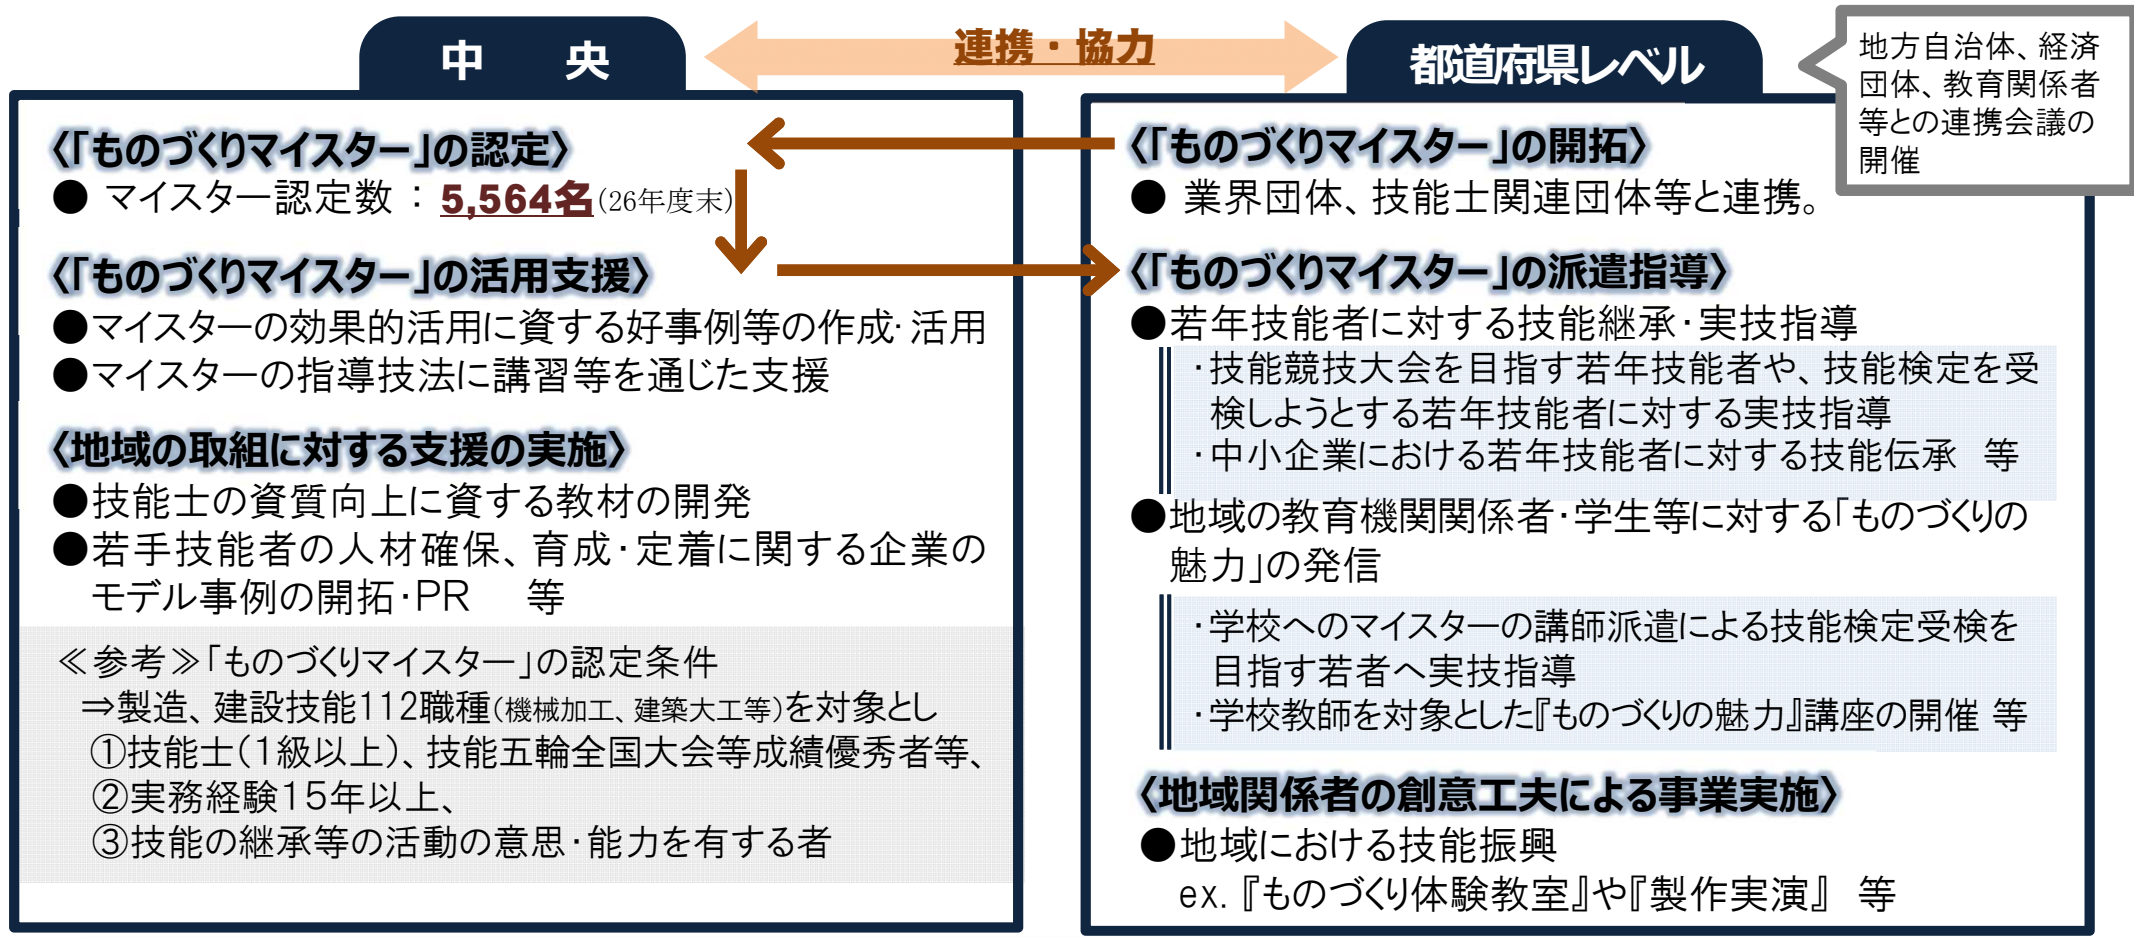 中　央
連携・協力
都道府県レベル
地方自治体、経済
団体、教育関係者
等との連携会議の
開催
〈「ものづくりマイスター」の認定〉
● マイスター認定数 ： 5,564名(26年度末)
〈「ものづくりマイスター」の活用支援〉
●マイスターの効果的活用に資する好事例等の作成・活用
●マイスターの指導技法に講習等を通じた支援
〈地域の取組に対する支援の実施〉
●技能士の資質向上に資する教材の開発
●若手技能者の人材確保、育成・定着に関する企業の
モデル事例の開拓・PR　等
≪参考≫「ものづくりマイスター」の認定条件
⇒製造、建設技能112職種(機械加工、建築大工等)を対象とし
①技能士(1級以上)、技能五輪全国大会等成績優秀者等、
②実務経験15年以上、
③技能の継承等の活動の意思・能力を有する者
〈「ものづくりマイスター」の開拓〉
● 業界団体、技能士関連団体等と連携。
〈「ものづくりマイスター」の派遣指導〉
●若年技能者に対する技能継承・実技指導
・技能競技大会を目指す若年技能者や、技能検定を受
検しようとする若年技能者に対する実技指導
・中小企業における若年技能者に対する技能伝承　等
●地域の教育機関関係者・学生等に対する「ものづくりの
魅力」の発信
・学校へのマイスターの講師派遣による技能検定受検を
目指す若者へ実技指導
・学校教師を対象とした『ものづくりの魅力』講座の開催 等
〈地域関係者の創意工夫による事業実施〉
●地域における技能振興
ex.『ものづくり体験教室』や『製作実演』　等